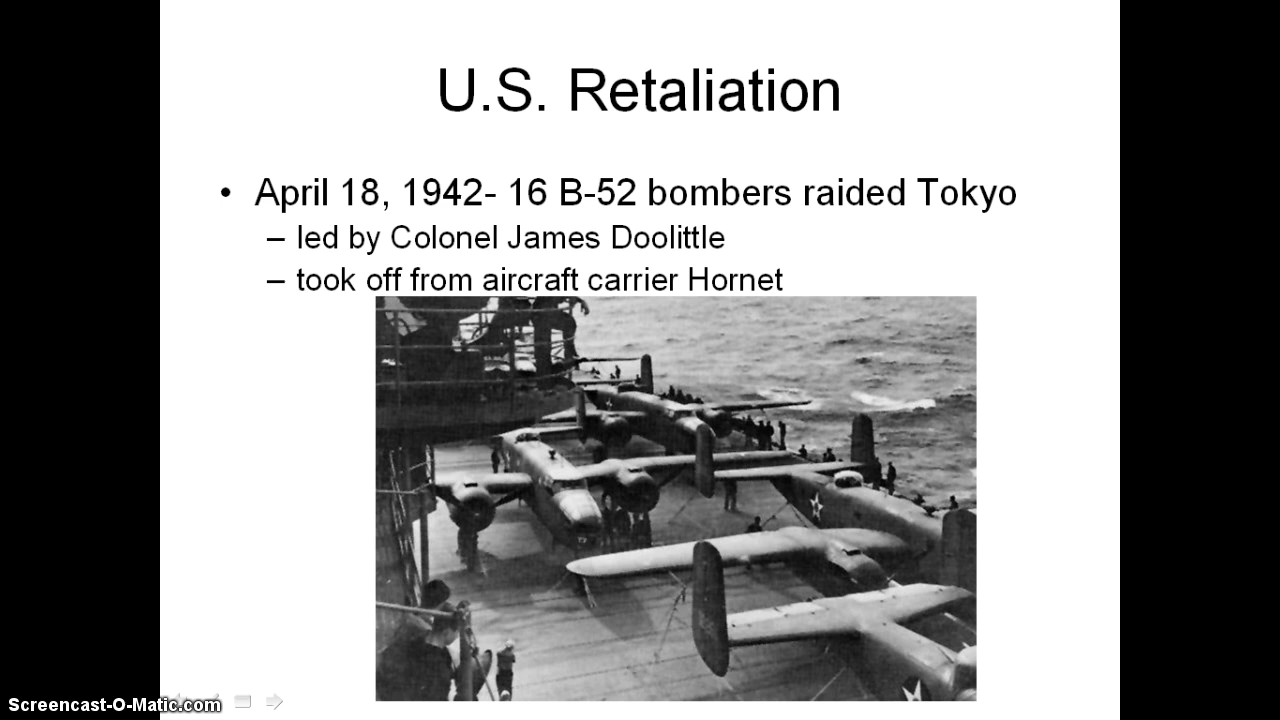 U.S. Retaliation
• April 18, 1942- 16 B-52 bombers raided Tokyo
– led by Colonel James Doolittle
– took off from aircraft carrier Hornet
Screencast-O-Matic.com